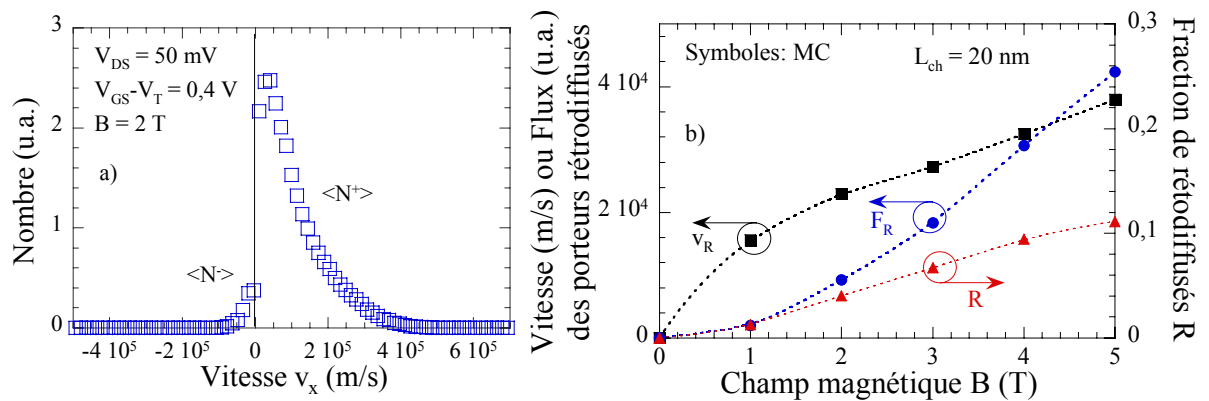 Nombre (u.a.)
3
2
1
0
V_DS = 50 mV
V_GS-V_T = 0,4 V
B = 2 T
a)
<N⁺>
<N⁻>
-4 10⁵
-2 10⁵
0
2 10⁵
4 10⁵
6 10⁵
Vitesse v_x (m/s)
Vitesse (m/s) ou Flux (u.a.)
des porteurs rétrodiffusés
4 10⁴
2 10⁴
0
Symboles: MC
L_ch = 20 nm
b)
v_R
F_R
R
0
1
2
3
4
5
Champ magnétique B (T)
0,3
0,2
0,1
0
Fraction de rétodiffusés R